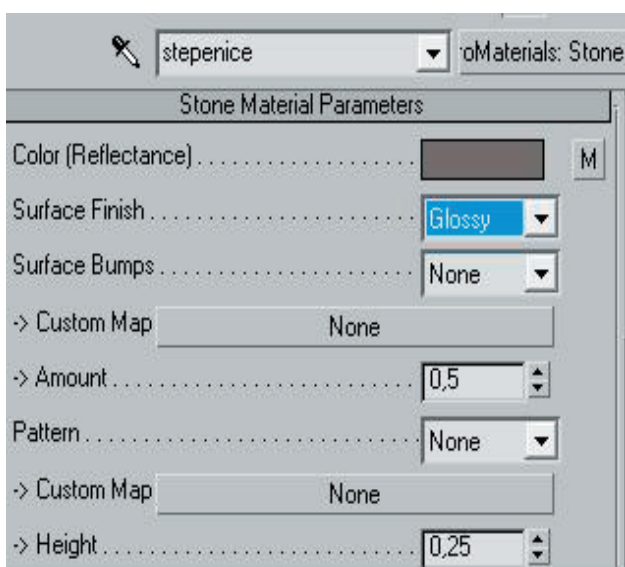 stepenice roMaterials: Stone
Stone Material Parameters
Color (Reflectance) . . . . . . . . . . . . . . . . . . . . M
Surface Finish . . . . . . . . . . . . . . . . . . . . . . . . Glossy
Surface Bumps . . . . . . . . . . . . . . . . . . . . . . . None
-> Custom Map None
-> Amount . . . . . . . . . . . . . . . . . . . . . . . . . . . 0,5
Pattern . . . . . . . . . . . . . . . . . . . . . . . . . . . . . . None
-> Custom Map None
-> Height . . . . . . . . . . . . . . . . . . . . . . . . . . . . 0,25